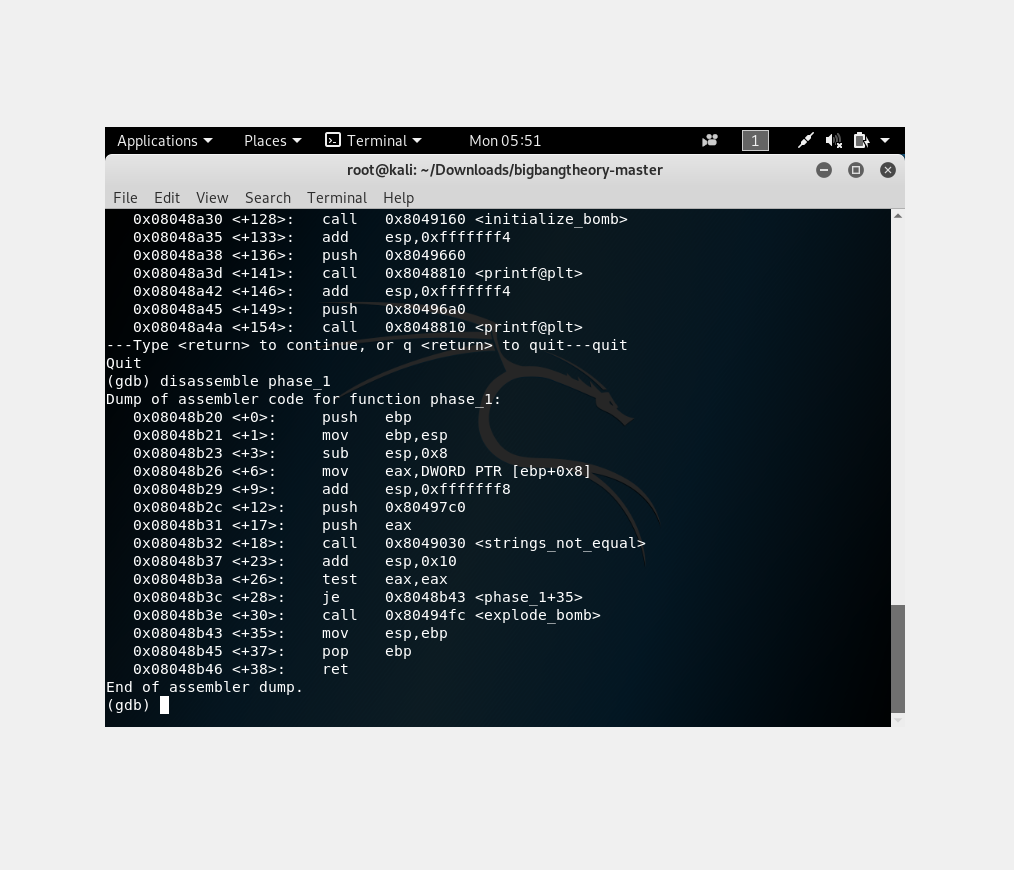 Applications Places Terminal Mon 05:51 1
root@kali: ~/Downloads/bigbangtheory-master
File Edit View Search Terminal Help
   0x08048a30 <+128>:   call   0x8049160 <initialize_bomb>
   0x08048a35 <+133>:   add    esp,0xfffffff4
   0x08048a38 <+136>:   push   0x8049660
   0x08048a3d <+141>:   call   0x8048810 <printf@plt>
   0x08048a42 <+146>:   add    esp,0xfffffff4
   0x08048a45 <+149>:   push   0x80496a0
   0x08048a4a <+154>:   call   0x8048810 <printf@plt>
---Type <return> to continue, or q <return> to quit---quit
Quit
(gdb) disassemble phase_1
Dump of assembler code for function phase_1:
   0x08048b20 <+0>:     push   ebp
   0x08048b21 <+1>:     mov    ebp,esp
   0x08048b23 <+3>:     sub    esp,0x8
   0x08048b26 <+6>:     mov    eax,DWORD PTR [ebp+0x8]
   0x08048b29 <+9>:     add    esp,0xfffffff8
   0x08048b2c <+12>:    push   0x80497c0
   0x08048b31 <+17>:    push   eax
   0x08048b32 <+18>:    call   0x8049030 <strings_not_equal>
   0x08048b37 <+23>:    add    esp,0x10
   0x08048b3a <+26>:    test   eax,eax
   0x08048b3c <+28>:    je     0x8048b43 <phase_1+35>
   0x08048b3e <+30>:    call   0x80494fc <explode_bomb>
   0x08048b43 <+35>:    mov    esp,ebp
   0x08048b45 <+37>:    pop    ebp
   0x08048b46 <+38>:    ret
End of assembler dump.
(gdb)